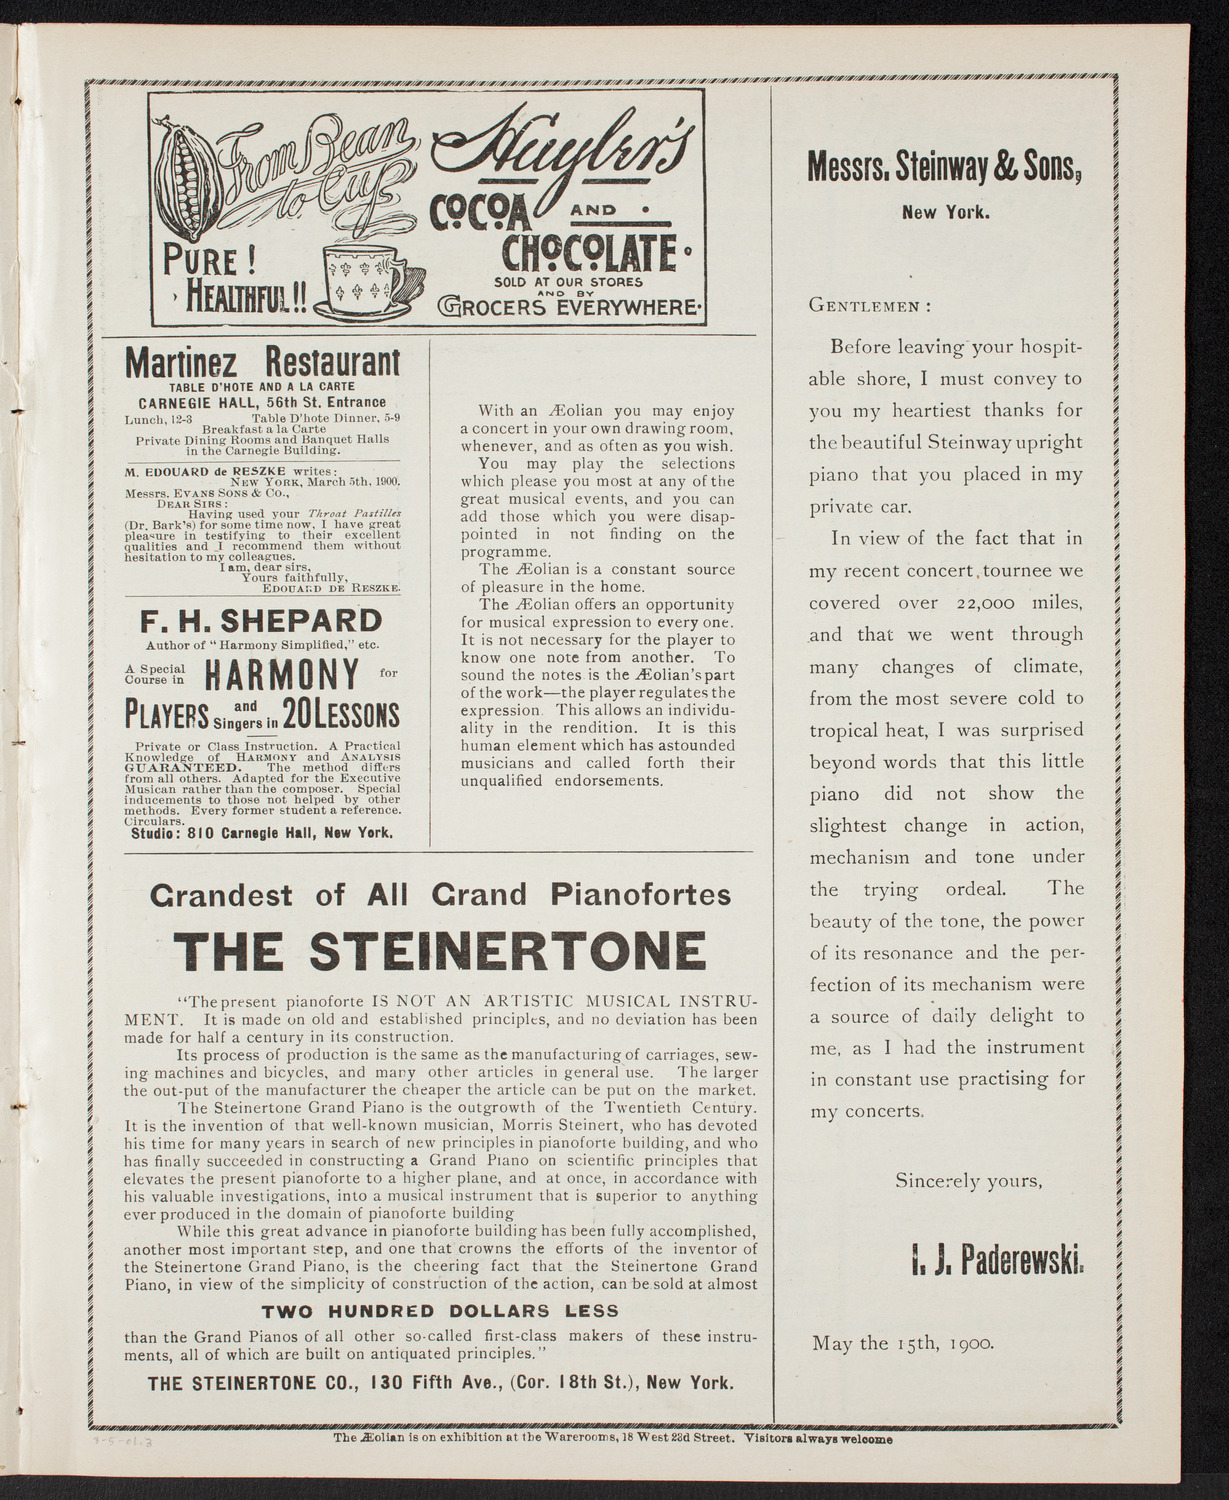 From Bean
to Cup
PURE!
HEALTHFUL!!
Huyler's
COCOA AND
CHOCOLATE
SOLD AT OUR STORES
AND BY
GROCERS EVERYWHERE.
Martinez Restaurant
TABLE D'HOTE AND A LA CARTE
CARNEGIE HALL, 56th St. Entrance
Lunch, 12-3 Table D'hote Dinner, 5-9
Breakfast a la Carte
Private Dining Rooms and Banquet Halls
in the Carnegie Building.
M. EDOUARD de RESZKE writes:
NEW YORK, March 5th, 1900.
Messrs. EVANS SONS & Co.,
DEAR SIRS:
Having used your Throat Pastilles
(Dr. Bark's) for some time now, I have great
pleasure in testifying to their excellent
qualities and I recommend them without
hesitation to my colleagues.
I am, dear sirs,
Yours faithfully,
EDOUARD DE RESZKE.
F. H. SHEPARD
Author of "Harmony Simplified," etc.
A Special
Course in HARMONY for
PLAYERS and
Singers in 20 LESSONS
Private or Class Instruction. A Practical
Knowledge of HARMONY and ANALYSIS
GUARANTEED. The method differs
from all others. Adapted for the Executive
Musician rather than the composer. Special
inducements to those not helped by other
methods. Every former student a reference.
Circulars.
Studio: 810 Carnegie Hall, New York.
With an Æolian you may enjoy
a concert in your own drawing room,
whenever, and as often as you wish.
You may play the selections
which please you most at any of the
great musical events, and you can
add those which you were disap-
pointed in not finding on the
programme.
The Æolian is a constant source
of pleasure in the home.
The Æolian offers an opportunity
for musical expression to every one.
It is not necessary for the player to
know one note from another. To
sound the notes is the Æolian's part
of the work—the player regulates the
expression. This allows an individu-
ality in the rendition. It is this
human element which has astounded
musicians and called forth their
unqualified endorsements.
Grandest of All Grand Pianofortes
THE STEINERTONE
"The present pianoforte IS NOT AN ARTISTIC MUSICAL INSTRU-
MENT. It is made on old and established principles, and no deviation has been
made for half a century in its construction.
Its process of production is the same as the manufacturing of carriages, sew-
ing machines and bicycles, and many other articles in general use. The larger
the out-put of the manufacturer the cheaper the article can be put on the market.
The Steinertone Grand Piano is the outgrowth of the Twentieth Century.
It is the invention of that well-known musician, Morris Steinert, who has devoted
his time for many years in search of new principles in pianoforte building, and who
has finally succeeded in constructing a Grand Piano on scientific principles that
elevates the present pianoforte to a higher plane, and at once, in accordance with
his valuable investigations, into a musical instrument that is superior to anything
ever produced in the domain of pianoforte building
While this great advance in pianoforte building has been fully accomplished,
another most important step, and one that crowns the efforts of the inventor of
the Steinertone Grand Piano, is the cheering fact that the Steinertone Grand
Piano, in view of the simplicity of construction of the action, can be sold at almost
TWO HUNDRED DOLLARS LESS
than the Grand Pianos of all other so-called first-class makers of these instru-
ments, all of which are built on antiquated principles."
THE STEINERTONE CO., 130 Fifth Ave., (Cor. 18th St.), New York.
Messrs. Steinway & Sons,
New York.
GENTLEMEN:
Before leaving your hospit-
able shore, I must convey to
you my heartiest thanks for
the beautiful Steinway upright
piano that you placed in my
private car.
In view of the fact that in
my recent concert tournee we
covered over 22,000 miles,
and that we went through
many changes of climate,
from the most severe cold to
tropical heat, I was surprised
beyond words that this little
piano did not show the
slightest change in action,
mechanism and tone under
the trying ordeal. The
beauty of the tone, the power
of its resonance and the per-
fection of its mechanism were
a source of daily delight to
me, as I had the instrument
in constant use practising for
my concerts.
Sincerely yours,
I. J. Paderewski.
May the 15th, 1900.
The Æolian is on exhibition at the Warerooms, 18 West 23d Street. Visitors always welcome
3-5-01.3